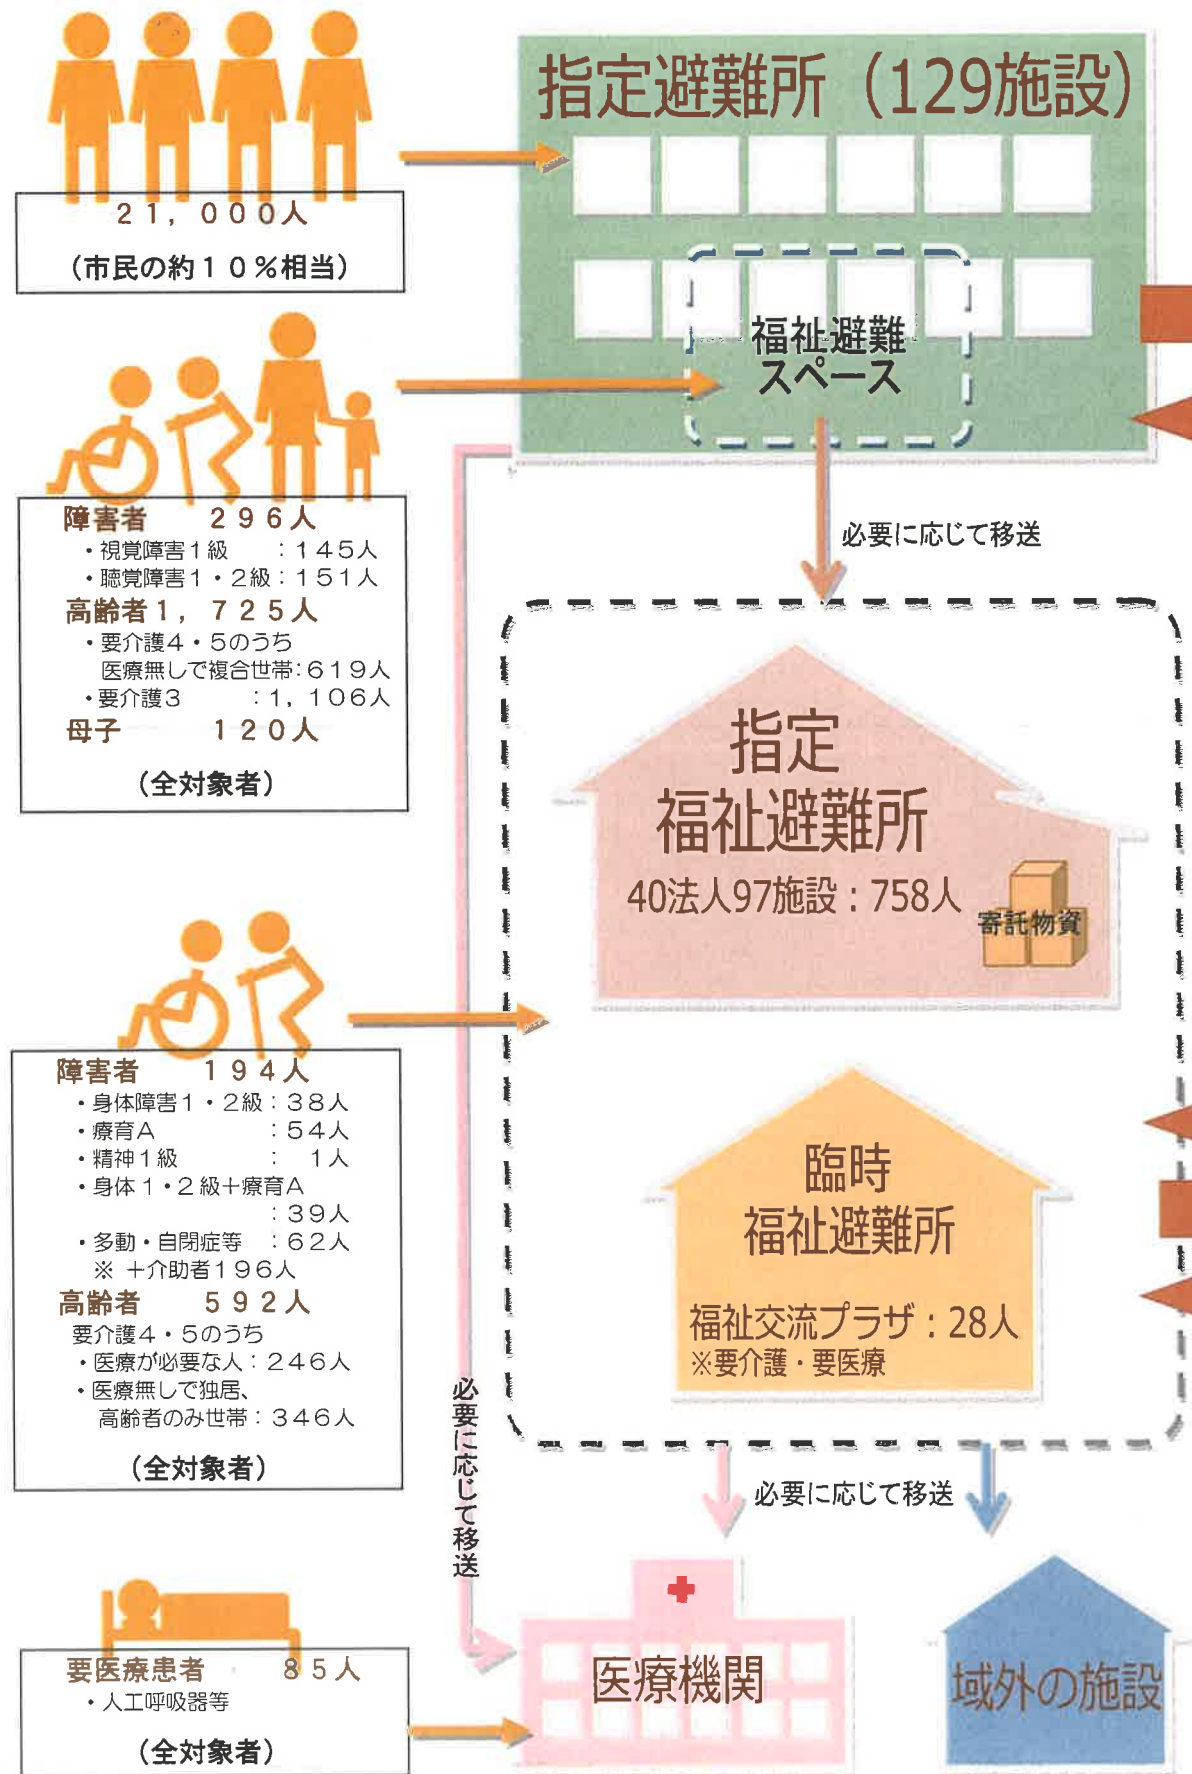 指定避難所（129施設）
21,000人
（市民の約10％相当）
福祉避難
スペース
障害者 296人
・視覚障害1級 ：145人
・聴覚障害1・2級：151人
高齢者1,725人
・要介護4・5のうち
医療無しで複合世帯：619人
・要介護3 ：1,106人
母子 120人
（全対象者）
必要に応じて移送
指定
福祉避難所
40法人97施設：758人
寄託物資
障害者 194人
・身体障害1・2級：38人
・療育A ：54人
・精神1級 ： 1人
・身体1・2級＋療育A
：39人
・多動・自閉症等 ：62人
※ ＋介助者196人
高齢者 592人
要介護4・5のうち
・医療が必要な人：246人
・医療無しで独居、
高齢者のみ世帯：346人
（全対象者）
臨時
福祉避難所
福祉交流プラザ：28人
※要介護・要医療
必要に応じて移送
必要に応じて移送
要医療患者 85人
・人工呼吸器等
（全対象者）
医療機関
域外の施設